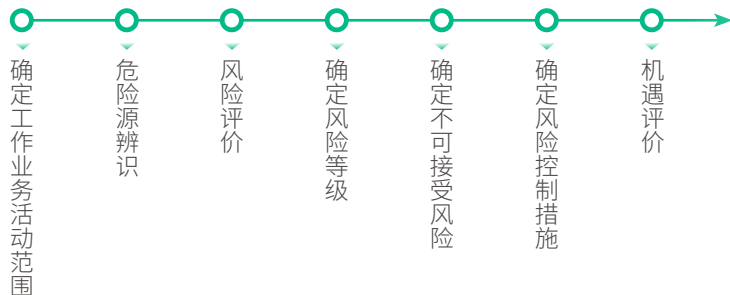 确定工作业务活动范围
危险源辨识
风险评价
确定风险等级
确定不可接受风险
确定风险控制措施
机遇评价